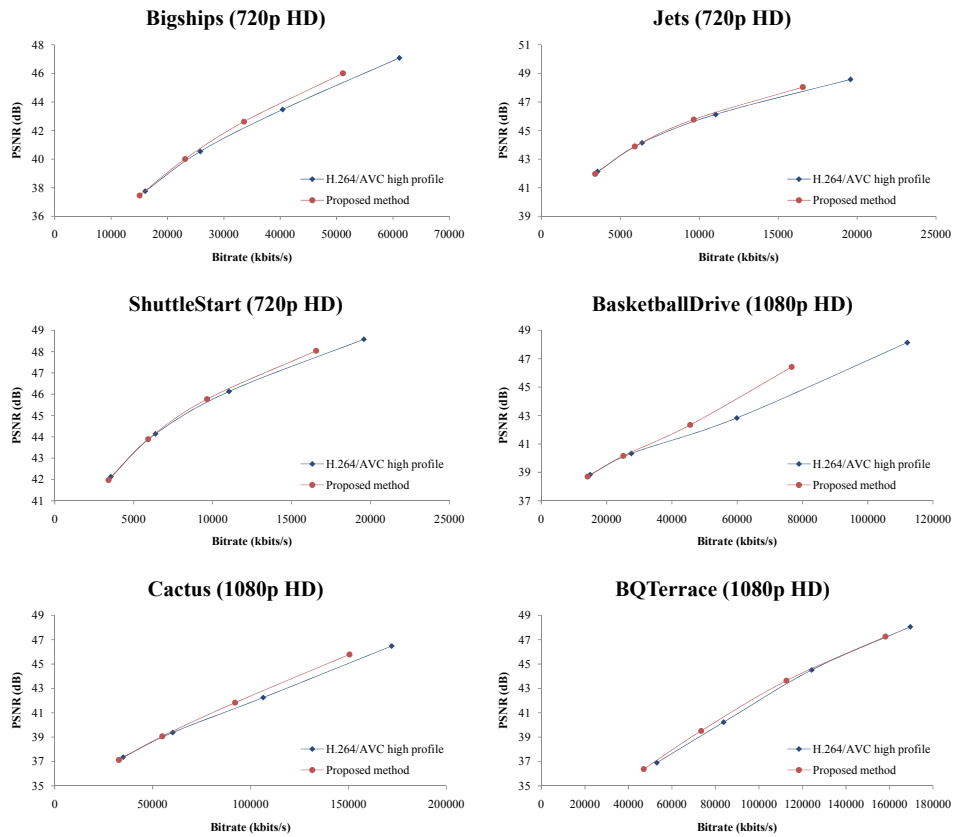 Bigships (720p HD)
48
46
44
42
40
38
36
PSNR (dB)
H.264/AVC high profile
Proposed method
0 10000 20000 30000 40000 50000 60000 70000
Bitrate (kbits/s)
Jets (720p HD)
51
49
47
45
43
41
39
PSNR (dB)
H.264/AVC high profile
Proposed method
0 5000 10000 15000 20000 25000
Bitrate (kbits/s)
ShuttleStart (720p HD)
49
48
47
46
45
44
43
42
41
PSNR (dB)
H.264/AVC high profile
Proposed method
0 5000 10000 15000 20000 25000
Bitrate (kbits/s)
BasketballDrive (1080p HD)
49
47
45
43
41
39
37
PSNR (dB)
H.264/AVC high profile
Proposed method
0 20000 40000 60000 80000 100000 120000
Bitrate (kbits/s)
Cactus (1080p HD)
49
47
45
43
41
39
37
35
PSNR (dB)
H.264/AVC high profile
Proposed method
0 50000 100000 150000 200000
Bitrate (kbits/s)
BQTerrace (1080p HD)
49
47
45
43
41
39
37
35
PSNR (dB)
H.264/AVC high profile
Proposed method
0 20000 40000 60000 80000 100000 120000 140000 160000 180000
Bitrate (kbits/s)